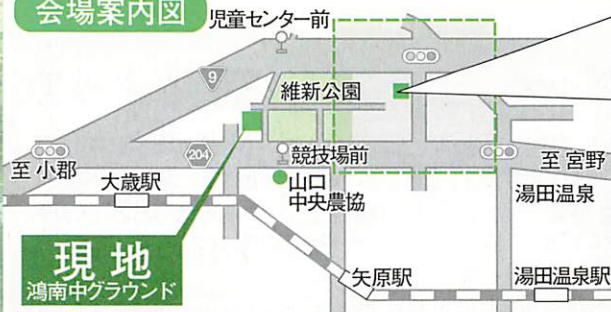 会場案内図
児童センター前
9
維新公園
204
競技場前
至 小郡
至 宮野
大歳駅
山口
中央農協
湯田温泉
現地
鴻南中グラウンド
矢原駅
湯田温泉駅